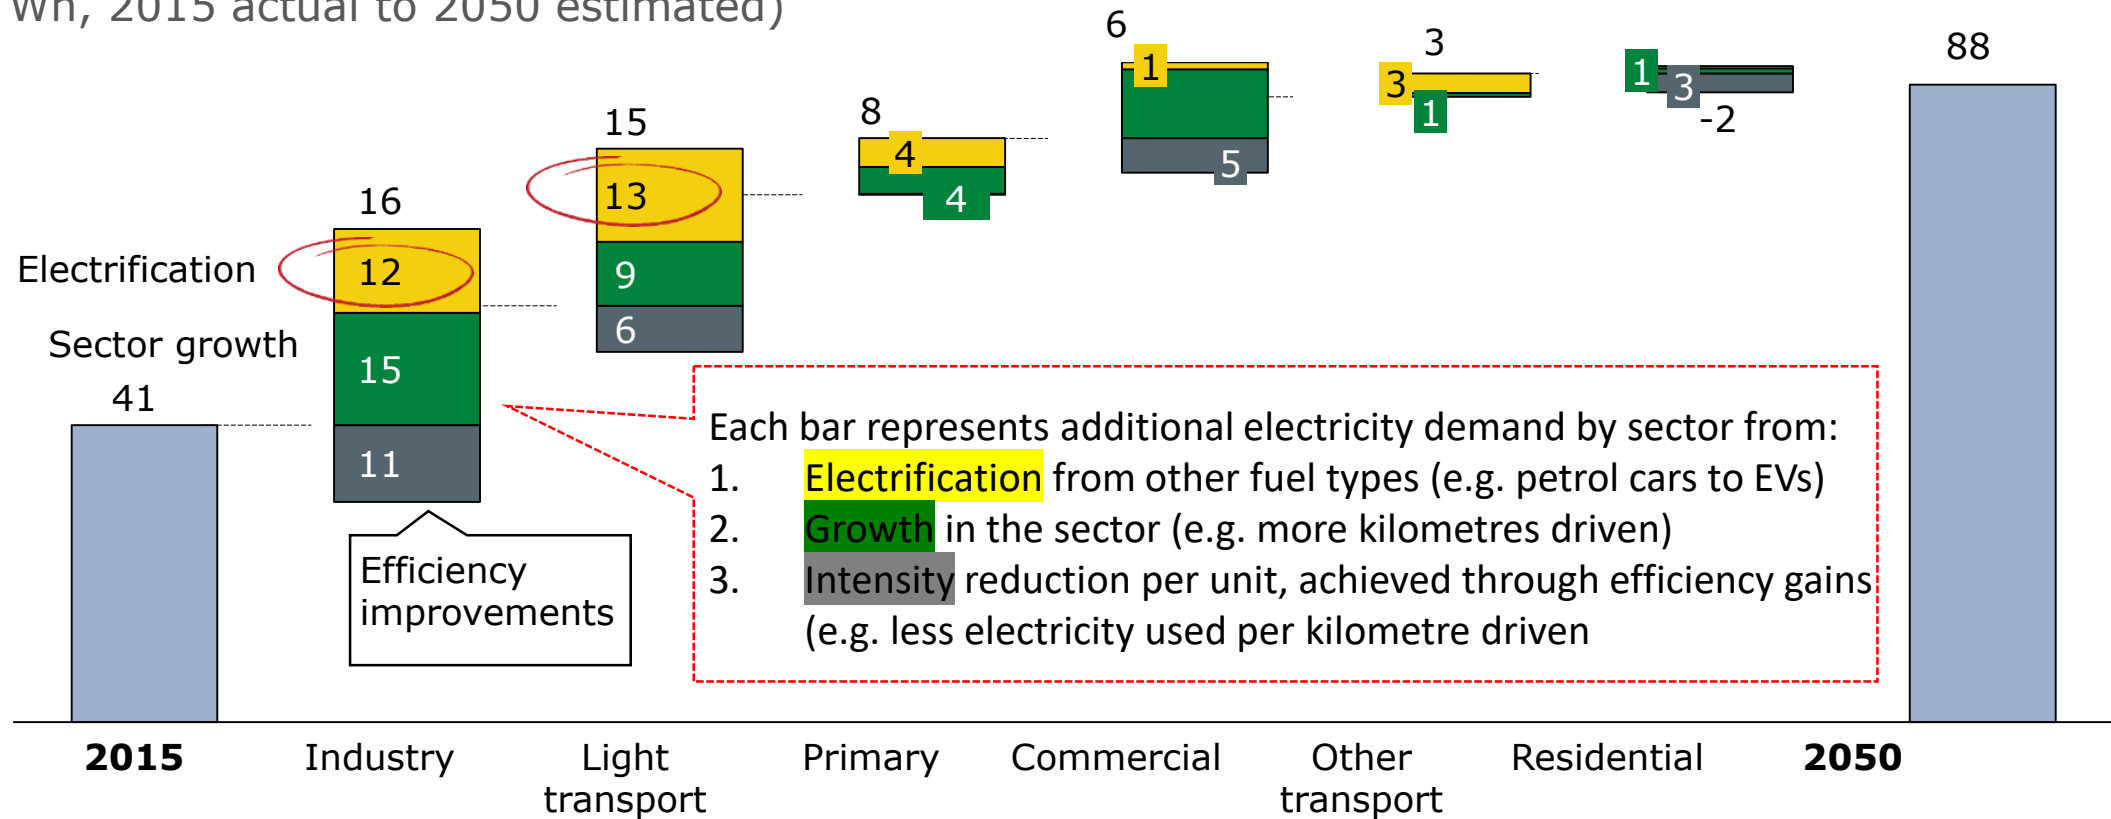 Wh, 2015 actual to 2050 estimated)
6
3
88
1
3
1
1
3
-2
15
8
4
4
5
16
13
Electrification
12
9
6
Sector growth
15
41
11
Each bar represents additional electricity demand by sector from:
1. Electrification from other fuel types (e.g. petrol cars to EVs)
2. Growth in the sector (e.g. more kilometres driven)
3. Intensity reduction per unit, achieved through efficiency gains
(e.g. less electricity used per kilometre driven
Efficiency
improvements
2015
Industry
Light
transport
Primary
Commercial
Other
transport
Residential
2050